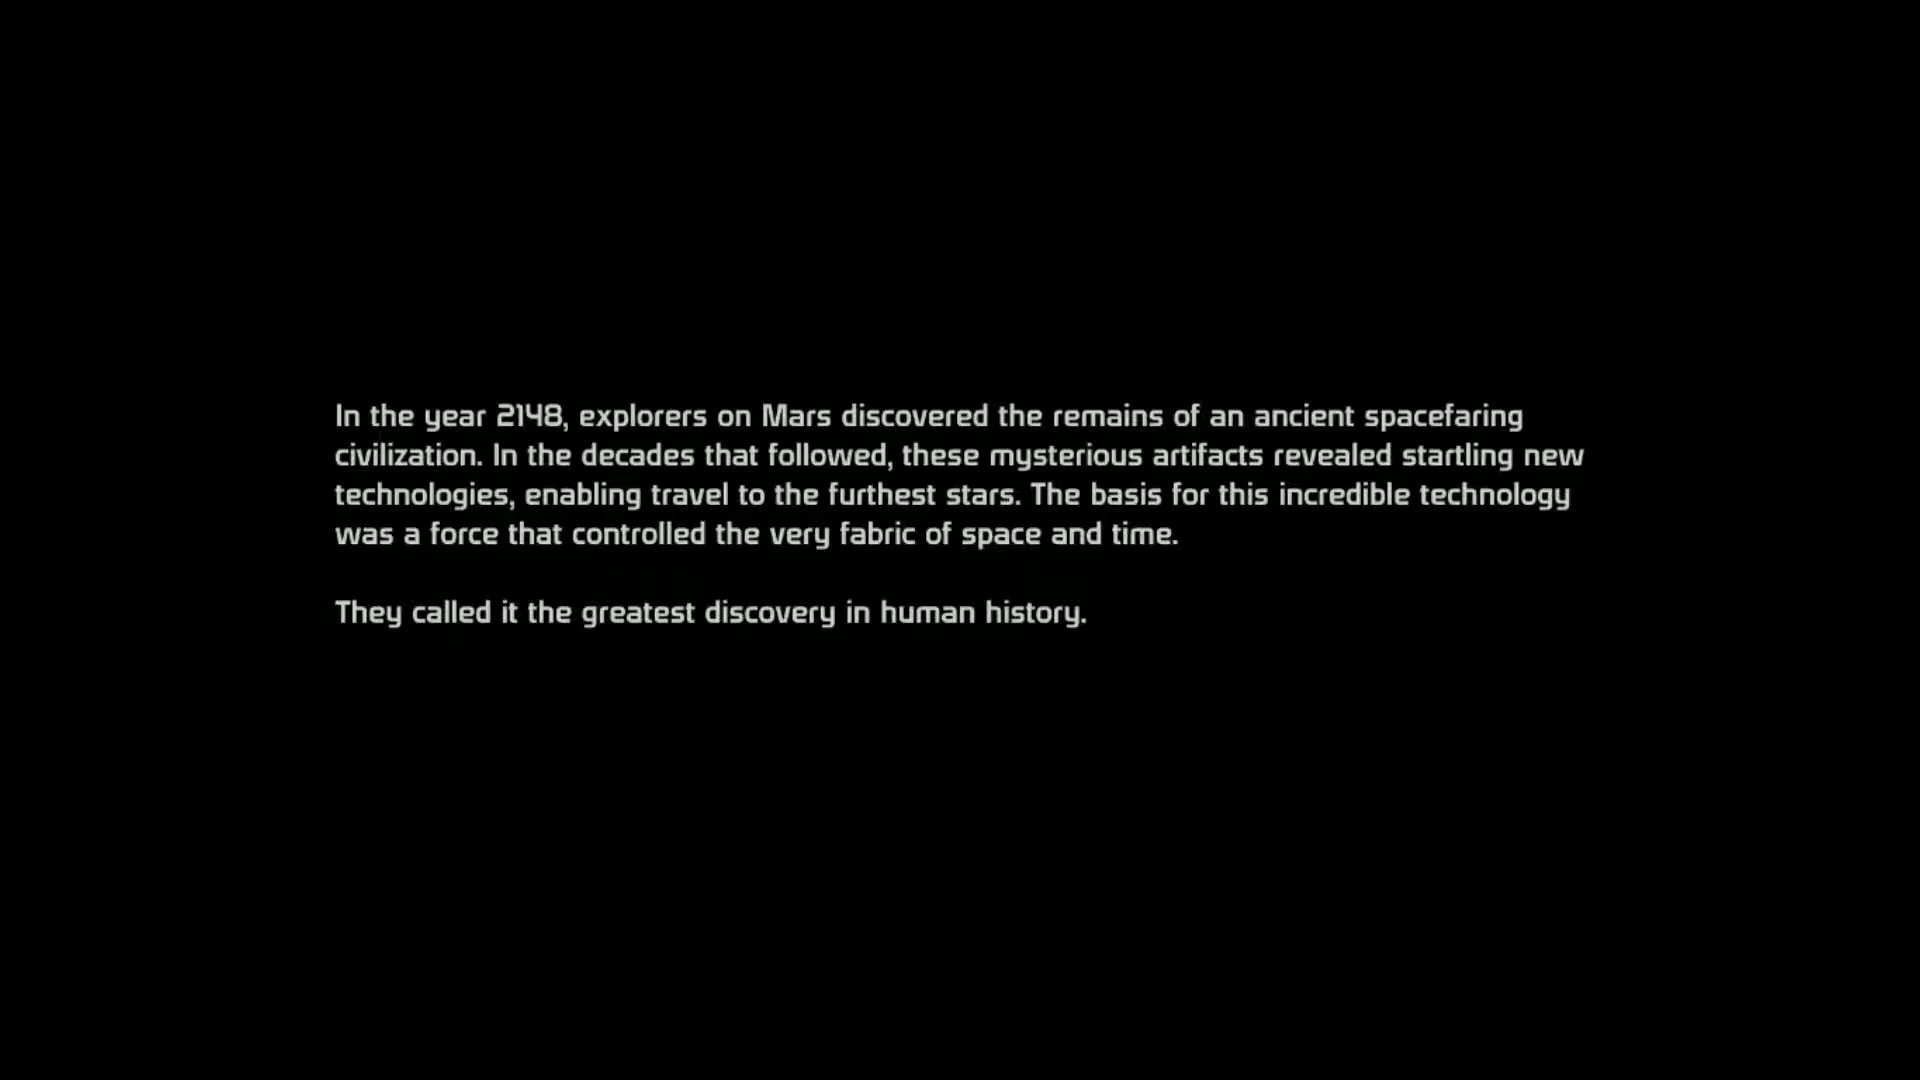 In the year 2148, explorers on Mars discovered the remains of an ancient spacefaring
civilization. In the decades that followed, these mysterious artifacts revealed startling new
technologies, enabling travel to the furthest stars. The basis for this incredible technology
was a force that controlled the very fabric of space and time.
They called it the greatest discovery in human history.